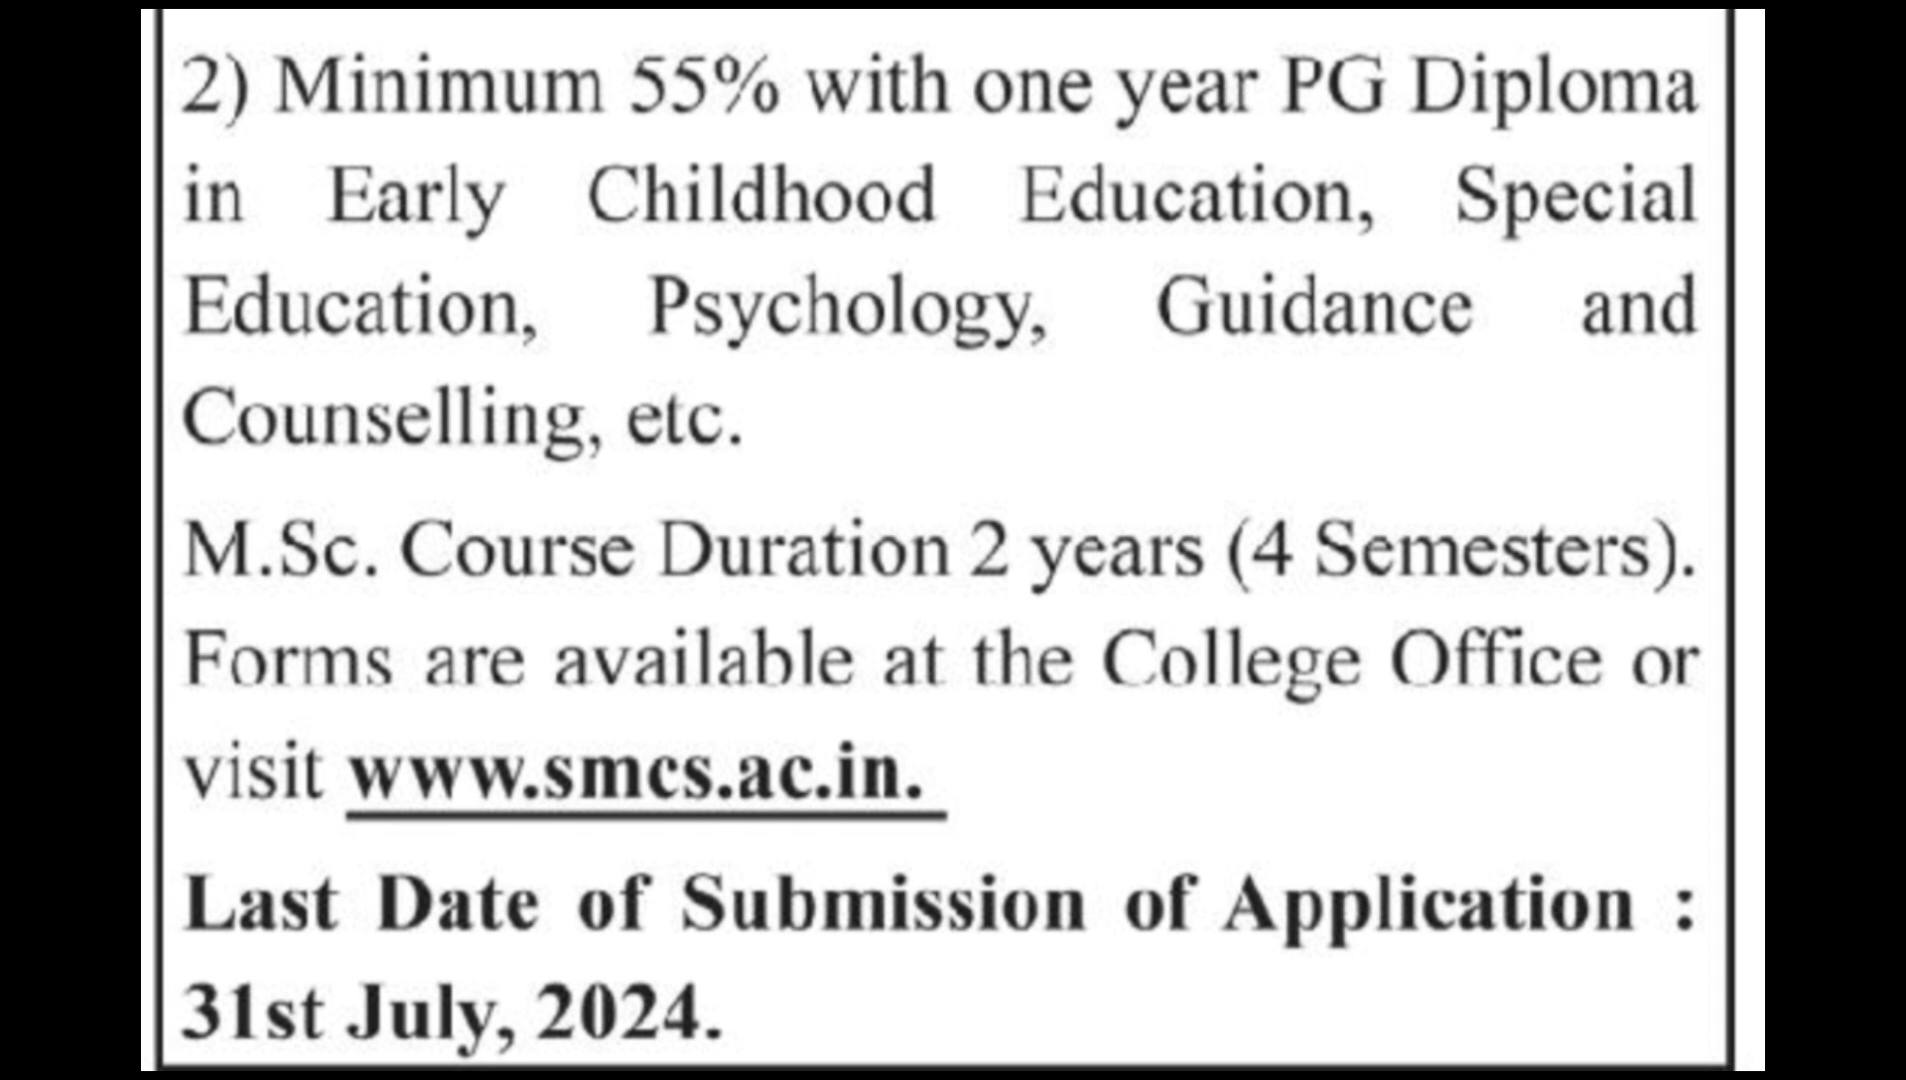 2) Minimum 55% with one year PG Diploma
in Early Childhood Education, Special
Education, Psychology, Guidance and
Counselling, etc.
M.Sc. Course Duration 2 years (4 Semesters).
Forms are available at the College Office or
visit www.smcs.ac.in.
Last Date of Submission of Application :
31st July, 2024.